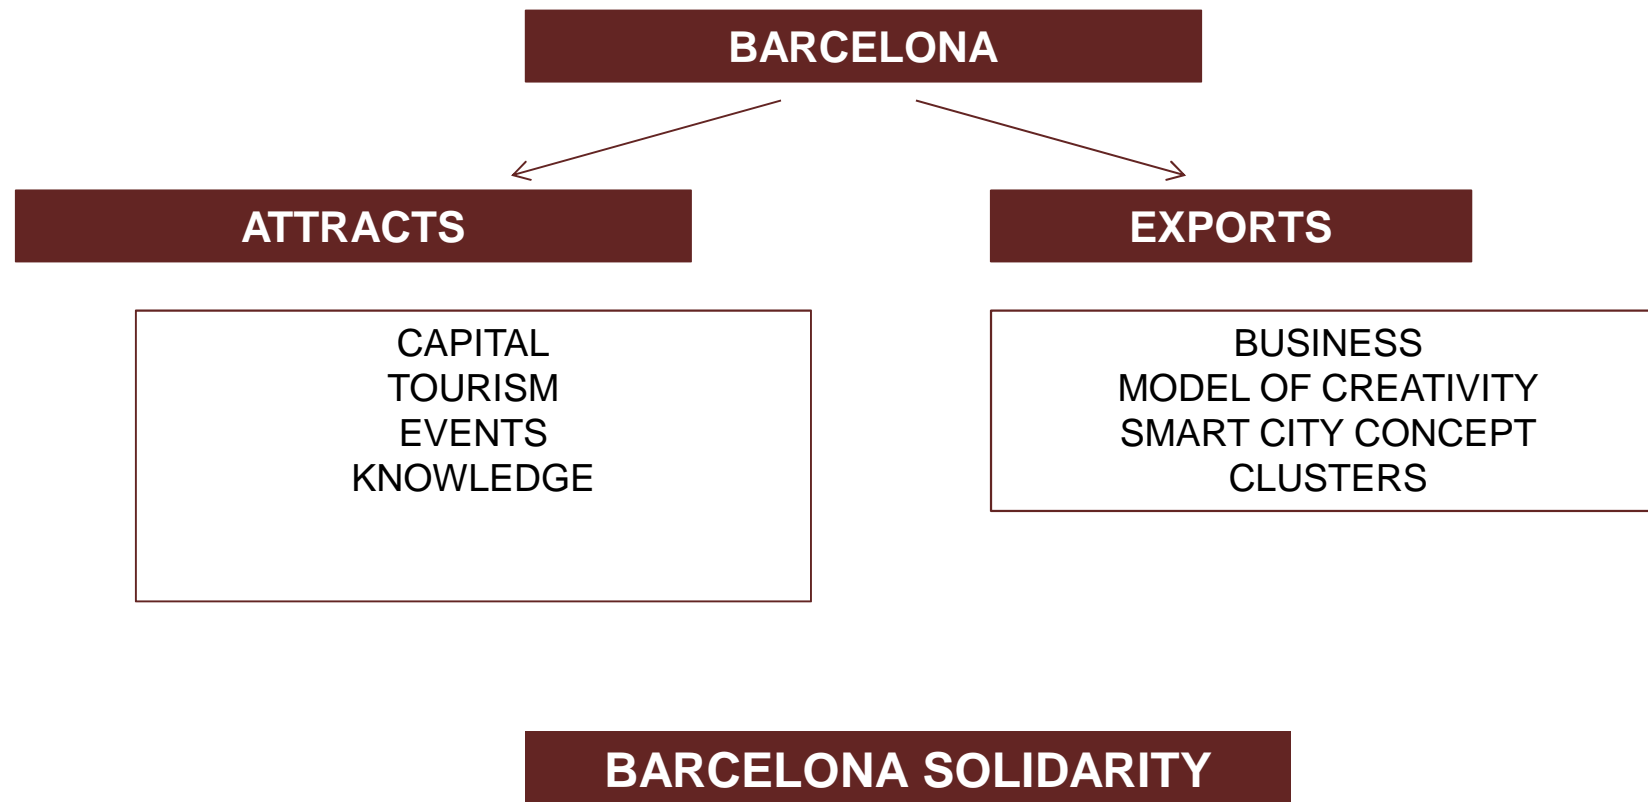 BARCELONA
ATTRACTS
EXPORTS
CAPITAL
TOURISM
EVENTS
KNOWLEDGE
BUSINESS
MODEL OF CREATIVITY
SMART CITY CONCEPT
CLUSTERS
BARCELONA SOLIDARITY